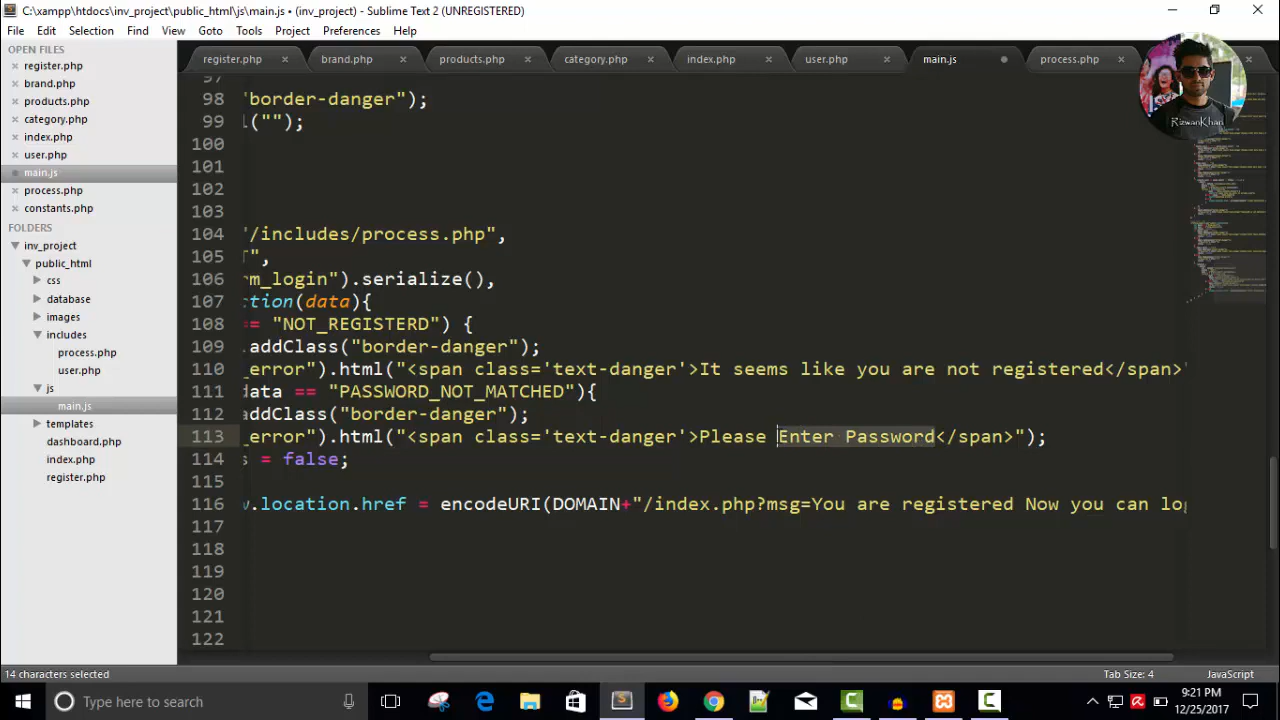 C:\xampp\htdocs\inv_project\public_html\js\main.js • (inv_project) - Sublime Text 2 (UNREGISTERED)
File Edit Selection Find View Goto Tools Project Preferences Help
OPEN FILES
register.php
brand.php
products.php
category.php
index.php
user.php
main.js
process.php
constants.php
FOLDERS
inv_project
public_html
css
database
images
includes
process.php
user.php
js
main.js
templates
dashboard.php
index.php
register.php
register.php brand.php products.php category.php index.php user.php main.js process.php
RizwanKhan
97
98 "border-danger");
99 l("");
100
101
102
103
104 "/includes/process.php",
105 ",
106 rm_login").serialize(),
107 ction(data){
108 == "NOT_REGISTERD") {
109 .addClass("border-danger");
110 _error").html("<span class='text-danger'>It seems like you are not registered</span>"
111 data == "PASSWORD_NOT_MATCHED"){
112 addClass("border-danger");
113 _error").html("<span class='text-danger'>Please Enter Password</span>");
114 s = false;
115
116 w.location.href = encodeURI(DOMAIN+"/index.php?msg=You are registered Now you can log
117
118
119
120
121
122
14 characters selected
Tab Size: 4
JavaScript
Type here to search
9:21 PM
12/25/2017